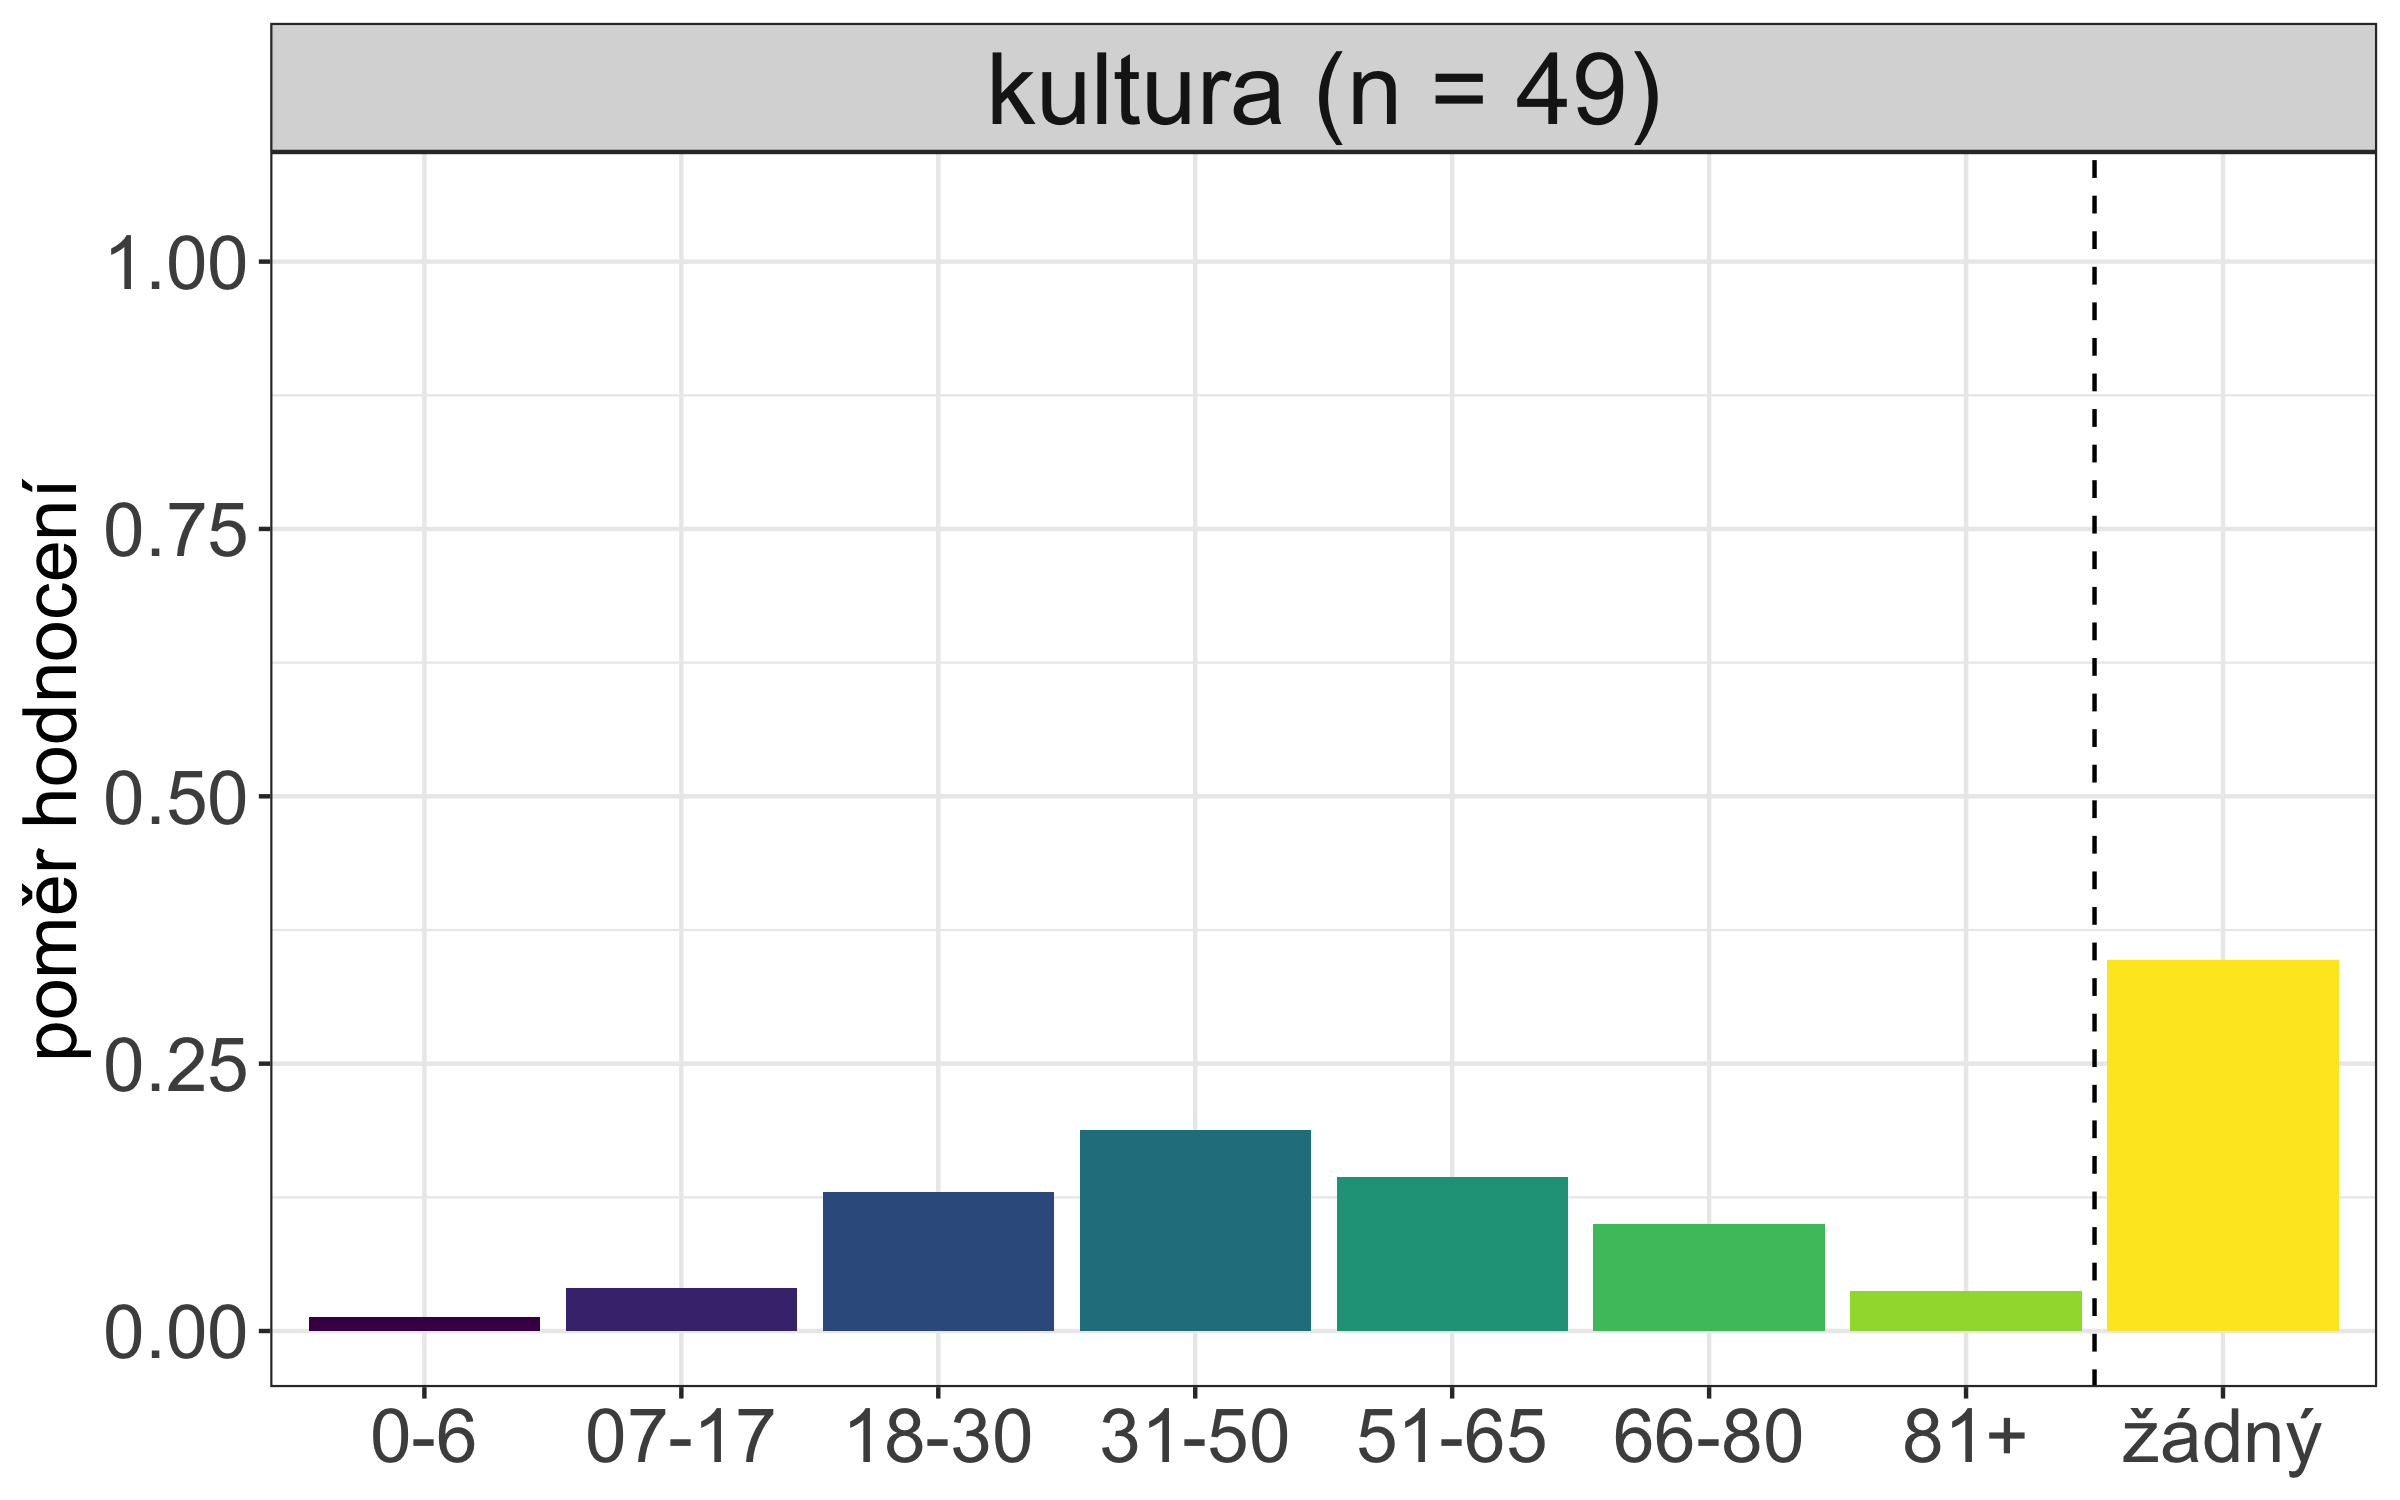 kultura (n = 49)
poměr hodnocení
1.00
0.75
0.50
0.25
0.00
0-6 07-17 18-30 31-50 51-65 66-80 81+ žádný